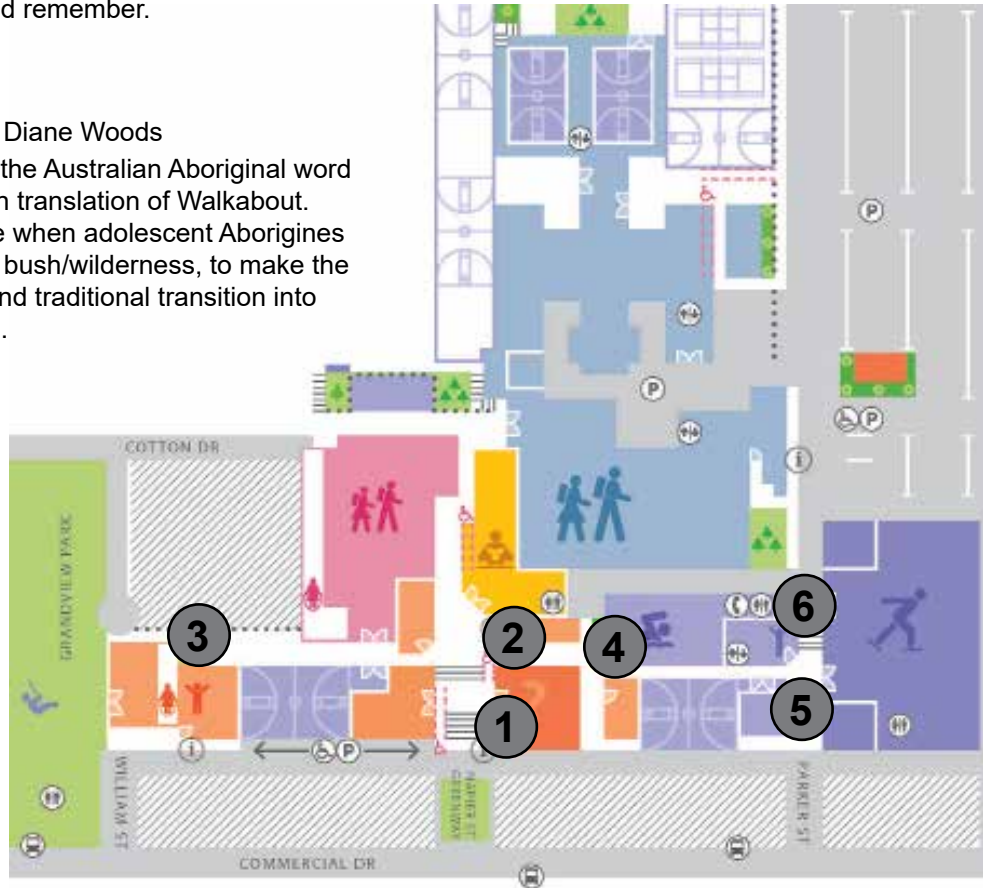 d remember.
Diane Woods
the Australian Aboriginal word
n translation of Walkabout.
e when adolescent Aborigines
bush/wilderness, to make the
nd traditional transition into
.
P
P
P
i
COTTON DR
GRANDVIEW PARK
3
2
4
6
1
5
i
P
i
WILLIAM ST
NAPIER ST
GREENWAY
PARKER ST
COMMERCIAL DR